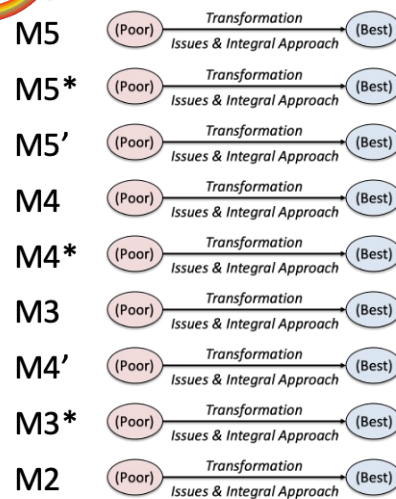 M5 (Poor) Transformation (Best)
Issues & Integral Approach
M5* (Poor) Transformation (Best)
Issues & Integral Approach
M5’ (Poor) Transformation (Best)
Issues & Integral Approach
M4 (Poor) Transformation (Best)
Issues & Integral Approach
M4* (Poor) Transformation (Best)
Issues & Integral Approach
M3 (Poor) Transformation (Best)
Issues & Integral Approach
M4’ (Poor) Transformation (Best)
Issues & Integral Approach
M3* (Poor) Transformation (Best)
Issues & Integral Approach
M2 (Poor) Transformation (Best)
Issues & Integral Approach